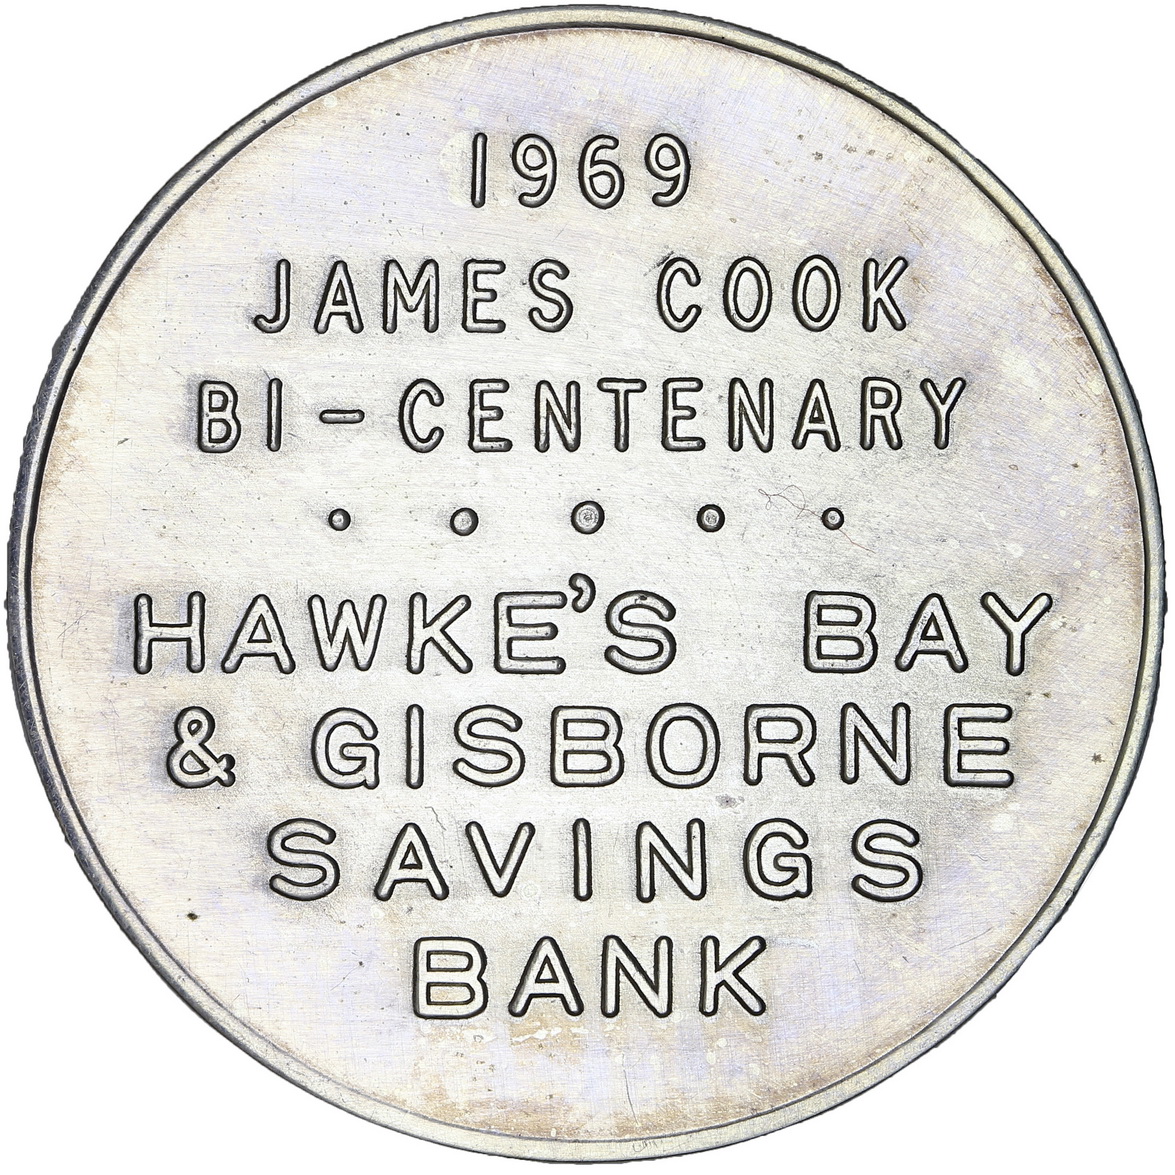 1969
JAMES COOK
BI-CENTENARY
• • • • •
HAWKE'S BAY
& GISBORNE
SAVINGS
BANK